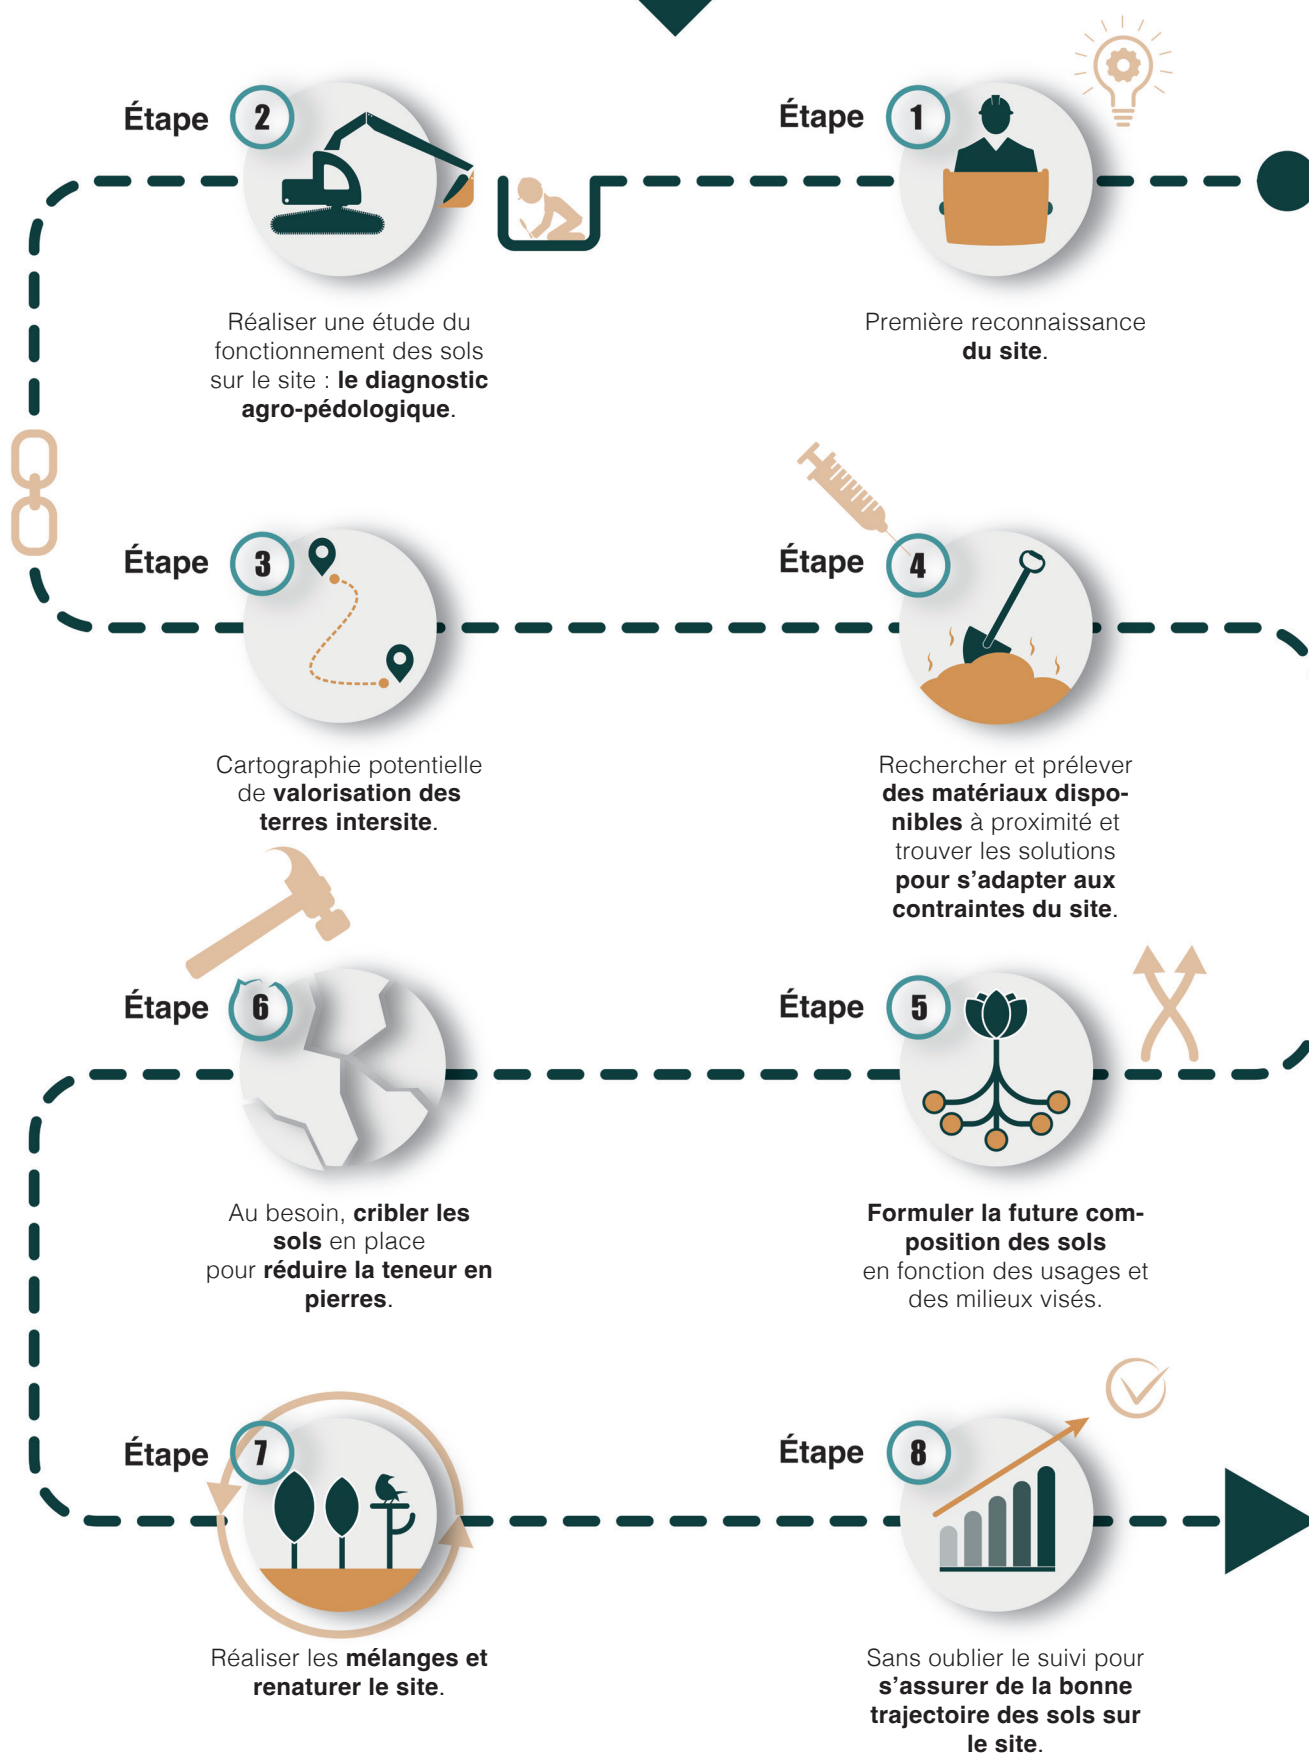 Étape 1
Première reconnaissance
du site.
Étape 2
Réaliser une étude du
fonctionnement des sols
sur le site : le diagnostic
agro-pédologique.
Étape 3
Cartographie potentielle
de valorisation des
terres intersite.
Étape 4
Rechercher et prélever
des matériaux dispo-
nibles à proximité et
trouver les solutions
pour s’adapter aux
contraintes du site.
Étape 5
Formuler la future com-
position des sols
en fonction des usages et
des milieux visés.
Étape 6
Au besoin, cribler les
sols en place
pour réduire la teneur en
pierres.
Étape 7
Réaliser les mélanges et
renaturer le site.
Étape 8
Sans oublier le suivi pour
s’assurer de la bonne
trajectoire des sols sur
le site.